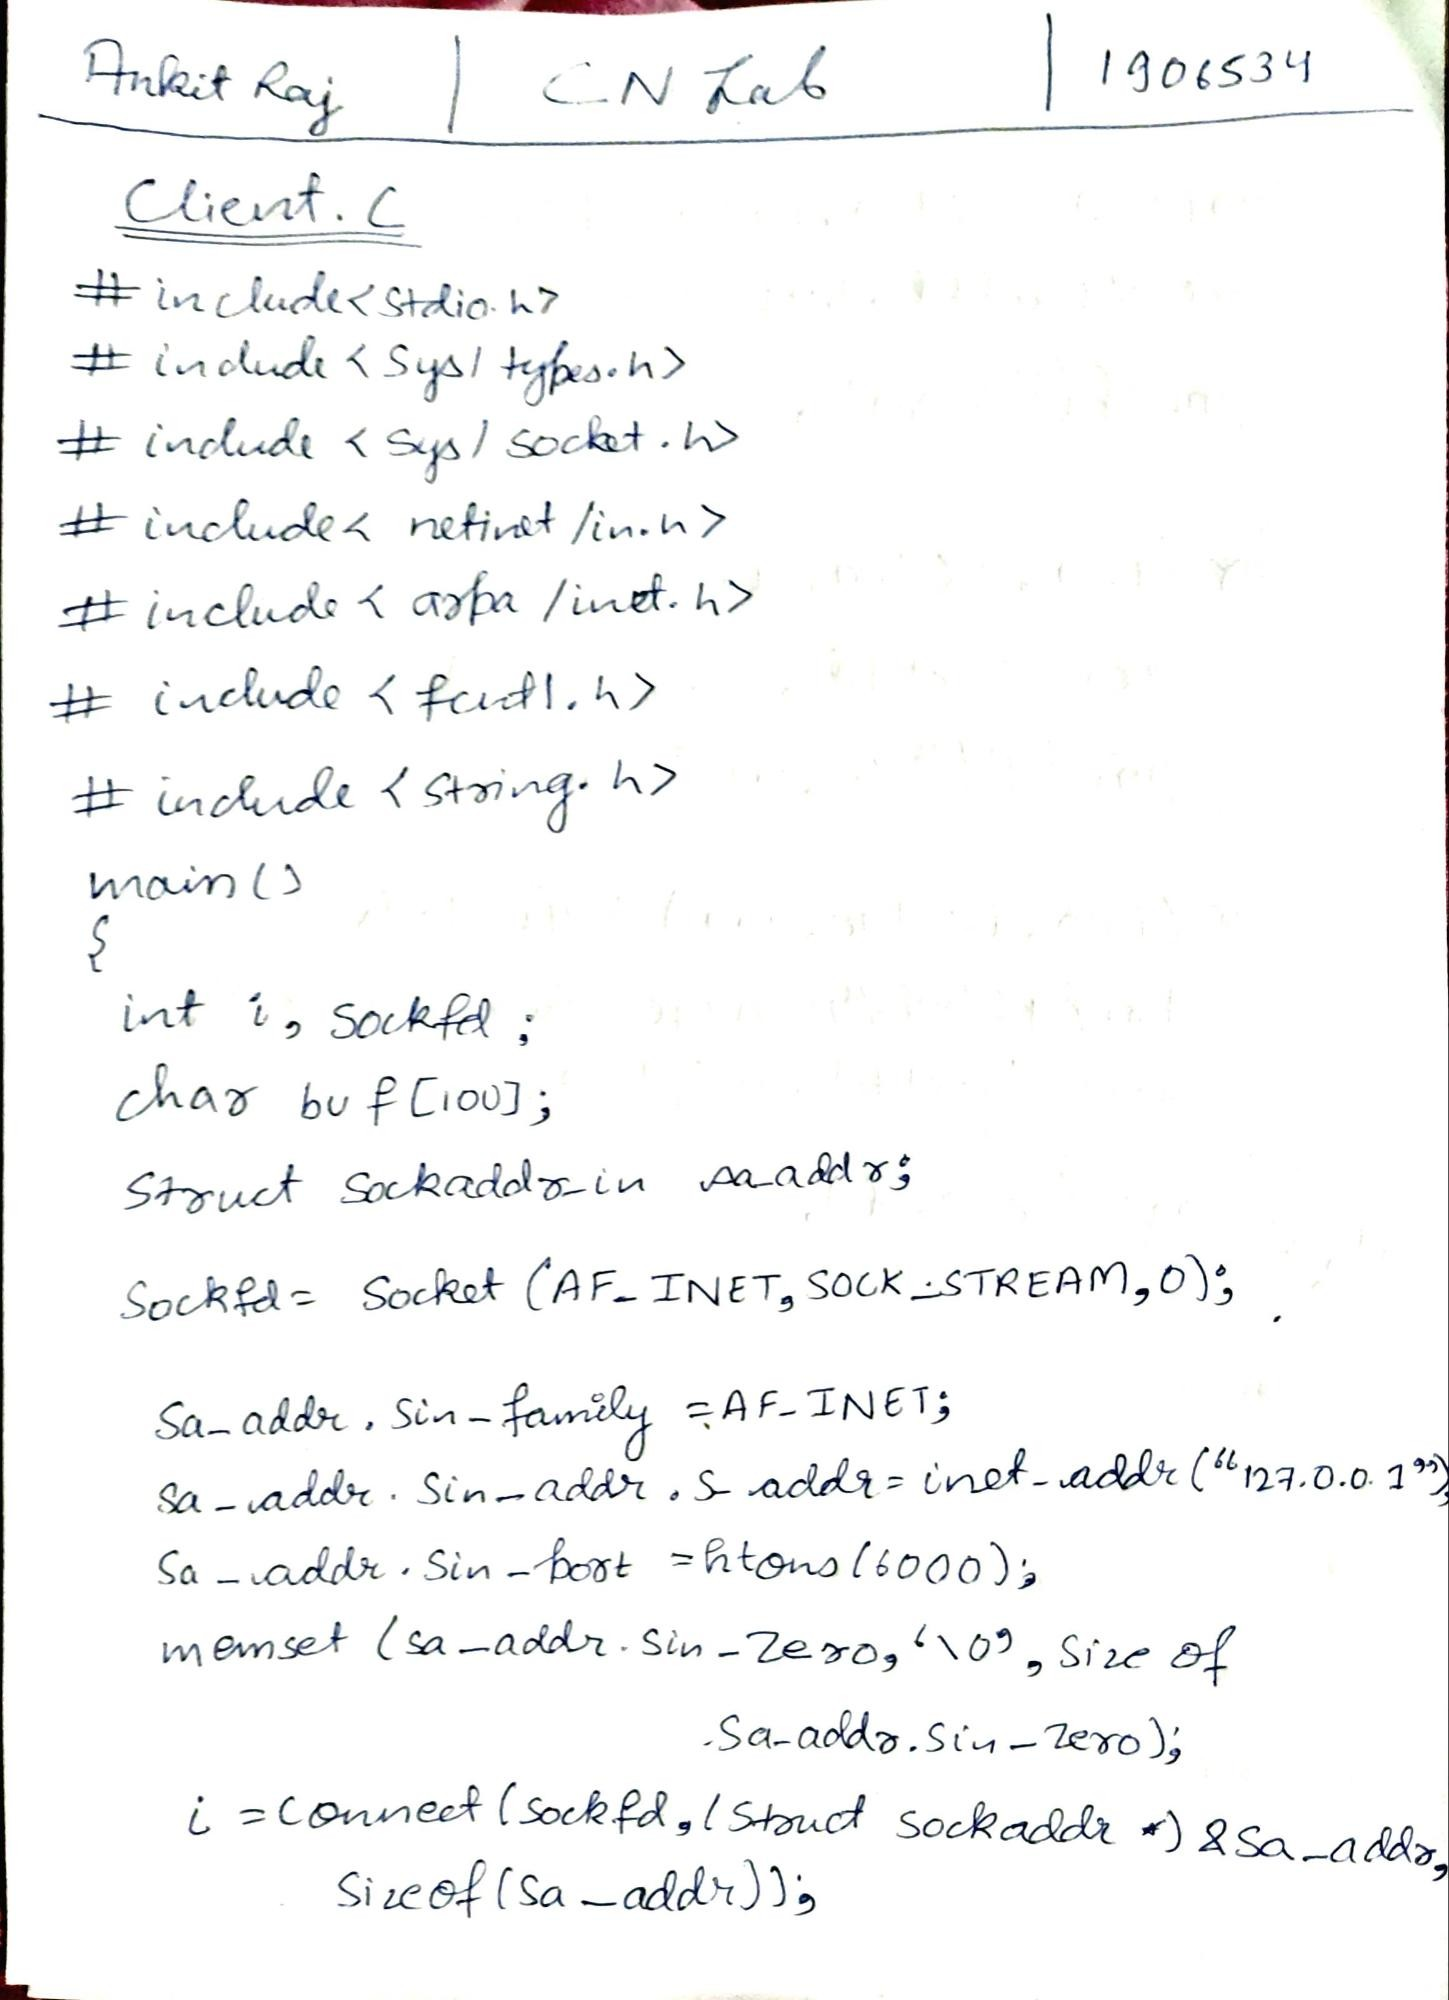 Ankit Raj | CN Lab | 1906534
Client.C
#include<stdio.h>
#include <sys/types.h>
#include <sys/socket.h>
#include< netinet/in.h>
#include < arpa/inet.h>
# include < fcntl.h>
# include <string.h>
main()
{
int i, sockfd ;
char buf [100];
struct sockaddr_in sa_addr;
sockfd = socket (AF_INET, SOCK_STREAM, 0);
sa_addr.sin_family = AF_INET;
sa_addr.sin_addr.s_addr = inet_addr ("127.0.0.1");
sa_addr.sin_port = htons(6000);
memset (sa_addr.sin_zero, '\0', size of
sa_addr.sin_zero);
i = connect (sockfd, (struct sockaddr *) &sa_addr,
sizeof(sa_addr));